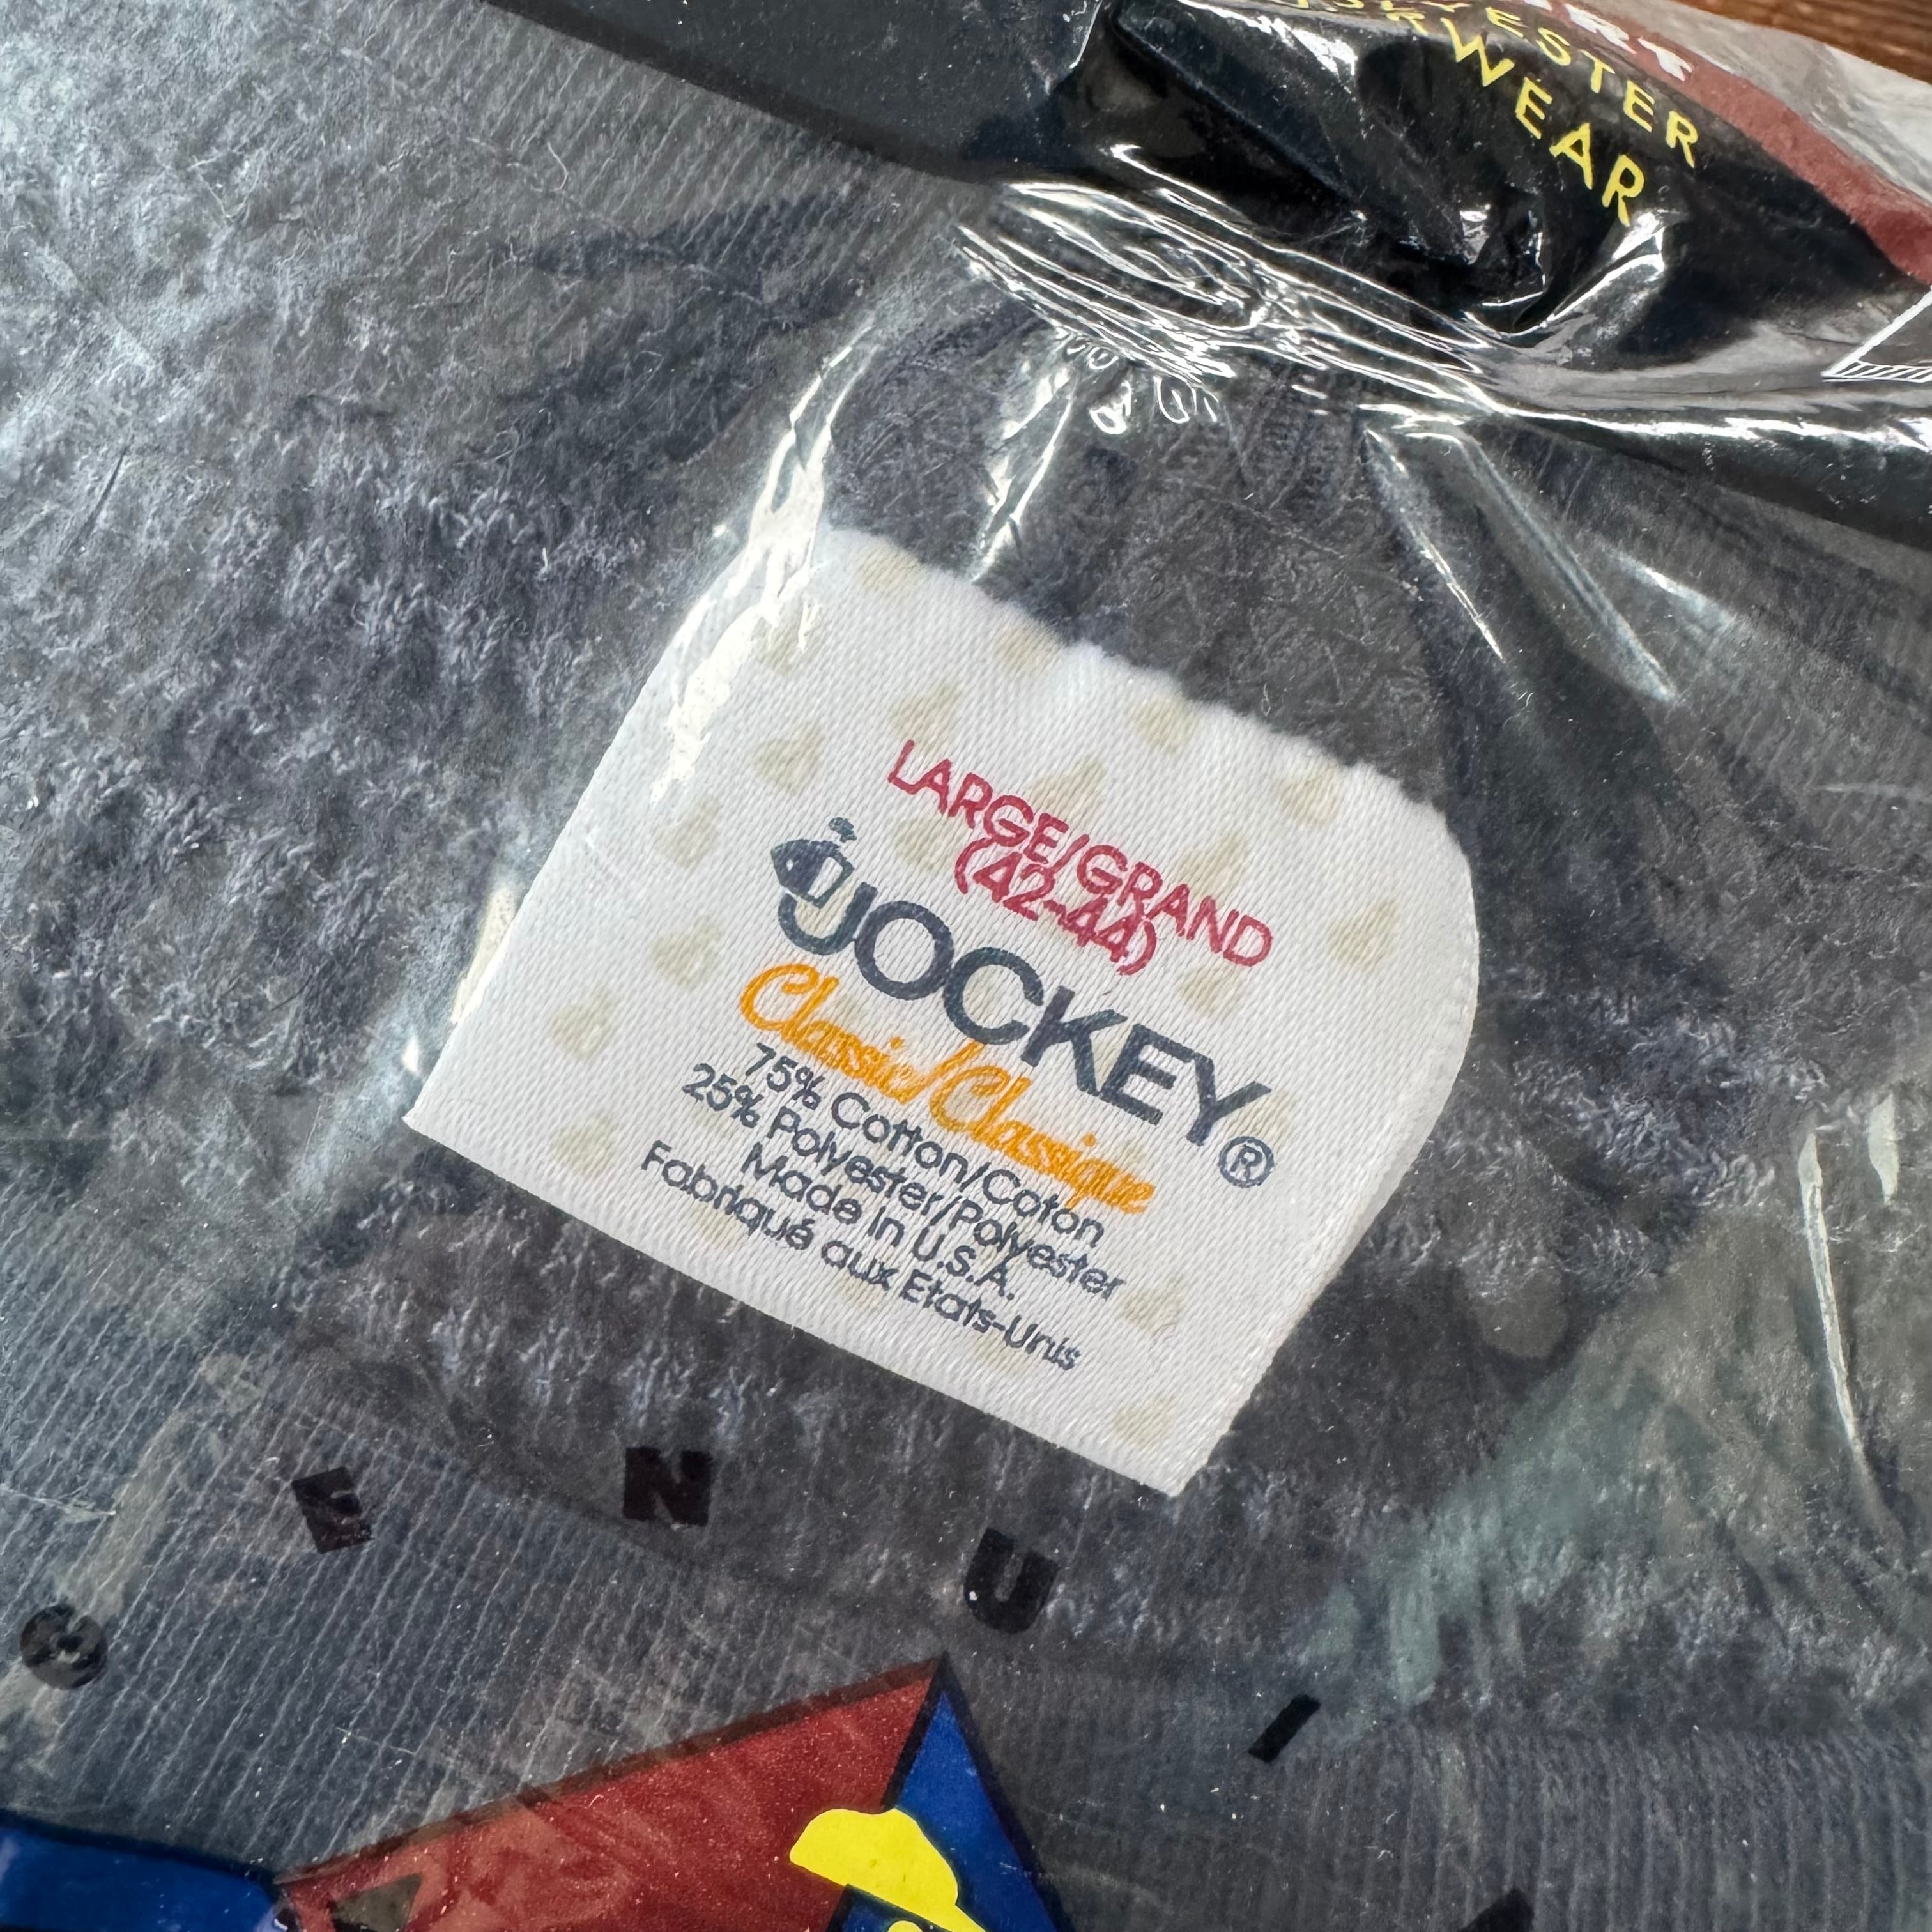 ESTER
WEAR
LARGE/GRAND
(42-44)
JOCKEY®
Classic/Classique
75% Cotton/Coton
25% Polyester/Polyester
Made in U.S.A.
Fabriqué aux Etats-Unis
E N U I